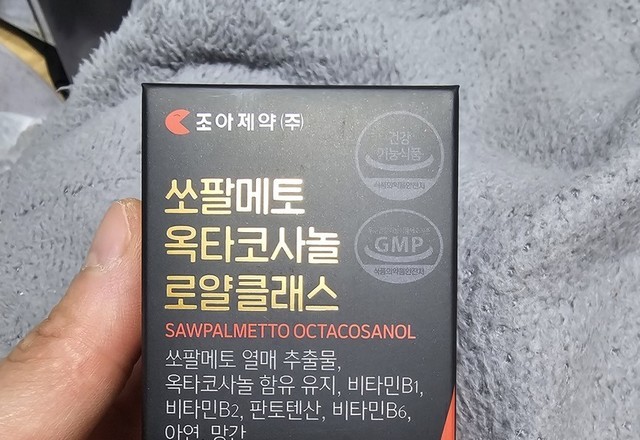 조아제약(주)
건강
기능식품
식품의약품안전처
쏘팔메토
옥타코사놀
GMP
식품의약품안전처
로얄클래스
SAWPALMETTO OCTACOSANOL
쏘팔메토 열매 추출물,
옥타코사놀 함유 유지, 비타민B1,
비타민B2, 판토텐산, 비타민B6,
아연, 망간